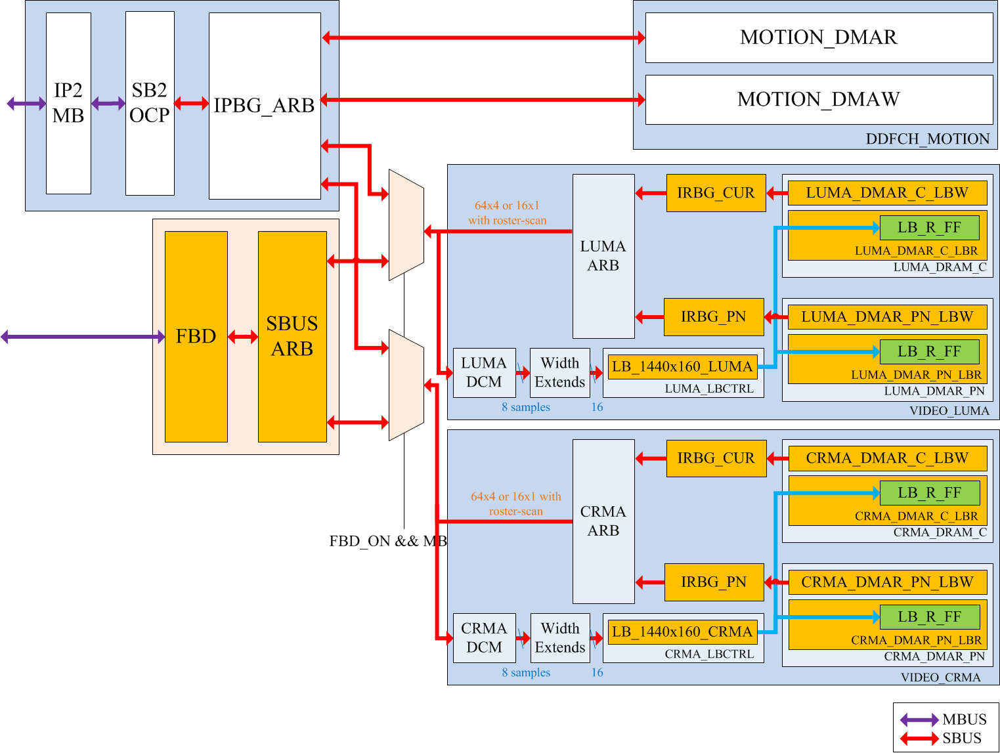 IP2
MB
SB2
OCP
IPBG_ARB
MOTION_DMAR
MOTION_DMAW
DDFCH_MOTION
FBD
SBUS
ARB
FBD_ON && MB
64x4 or 16x1
with roster-scan
LUMA
ARB
IRBG_CUR
LUMA_DMAR_C_LBW
LB_R_FF
LUMA_DMAR_C_LBR
LUMA_DRAM_C
IRBG_PN
LUMA_DMAR_PN_LBW
LB_R_FF
LUMA_DMAR_PN_LBR
LUMA_DMAR_PN
LUMA
DCM
Width
Extends
LB_1440x160_LUMA
LUMA_LBCTRL
8 samples
16
VIDEO_LUMA
64x4 or 16x1 with
roster-scan
CRMA
ARB
IRBG_CUR
CRMA_DMAR_C_LBW
LB_R_FF
CRMA_DMAR_C_LBR
CRMA_DRAM_C
IRBG_PN
CRMA_DMAR_PN_LBW
LB_R_FF
CRMA_DMAR_PN_LBR
CRMA_DMAR_PN
CRMA
DCM
Width
Extends
LB_1440x160_CRMA
CRMA_LBCTRL
8 samples
16
VIDEO_CRMA
MBUS
SBUS